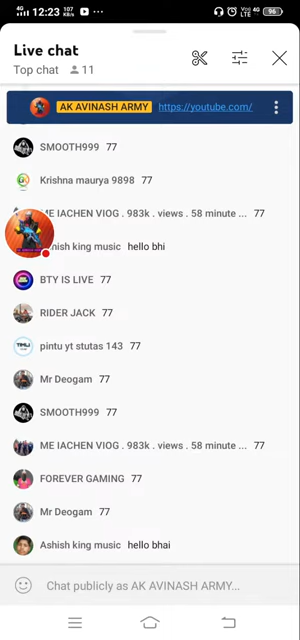 4G 12:23 107 KB/S VoLTE 4G 96
Live chat
Top chat 11
AK AVINASH ARMY https://youtube.com/
SMOOTH999 77
Krishna maurya 9898 77
ME IACHEN VIOG . 983k . views . 58 minute ... 77
hish king music hello bhi
BTY IS LIVE 77
RIDER JACK 77
pintu yt stutas 143 77
Mr Deogam 77
SMOOTH999 77
ME IACHEN VIOG . 983k . views . 58 minute ... 77
FOREVER GAMING 77
Mr Deogam 77
Ashish king music hello bhai
Chat publicly as AK AVINASH ARMY...